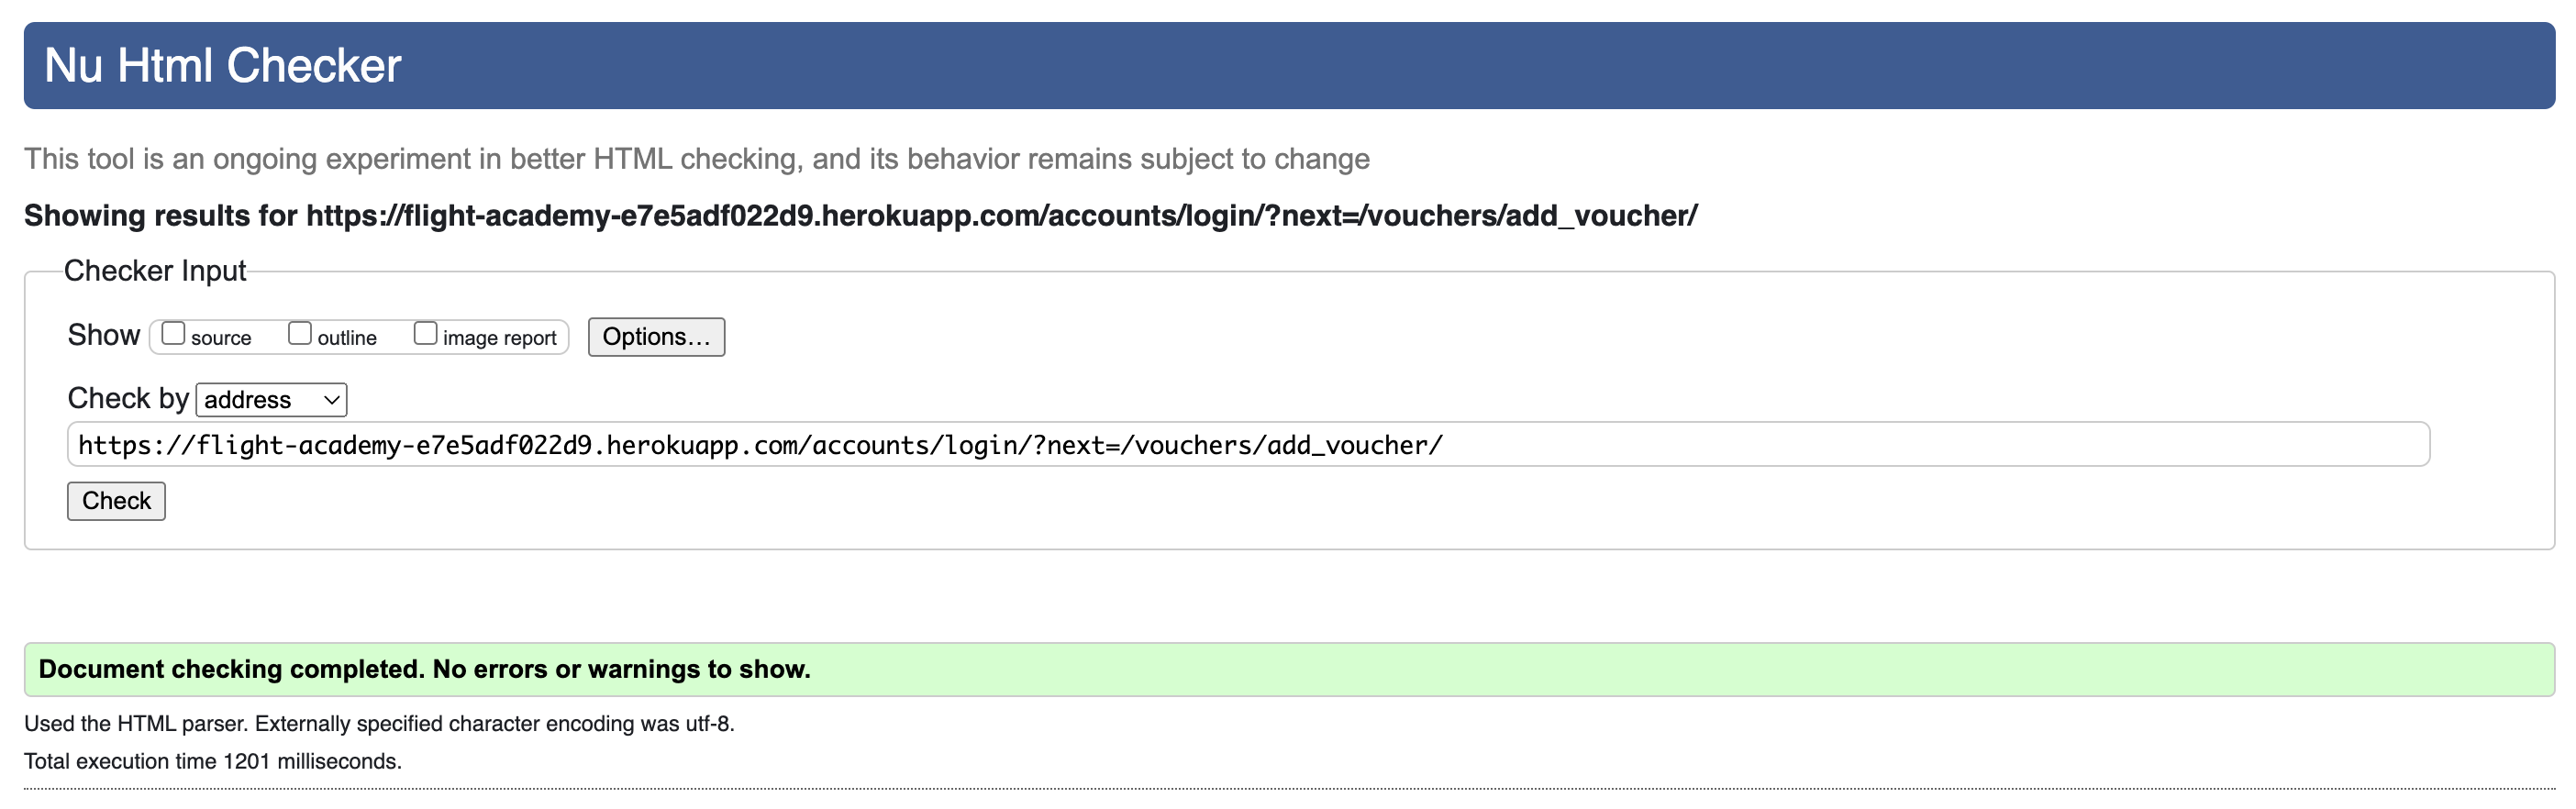 Nu Html Checker
This tool is an ongoing experiment in better HTML checking, and its behavior remains subject to change
Showing results for https://flight-academy-e7e5adf022d9.herokuapp.com/accounts/login/?next=/vouchers/add_voucher/
Checker Input
Show source outline image report Options...
Check by address
https://flight-academy-e7e5adf022d9.herokuapp.com/accounts/login/?next=/vouchers/add_voucher/
Check
Document checking completed. No errors or warnings to show.
Used the HTML parser. Externally specified character encoding was utf-8.
Total execution time 1201 milliseconds.